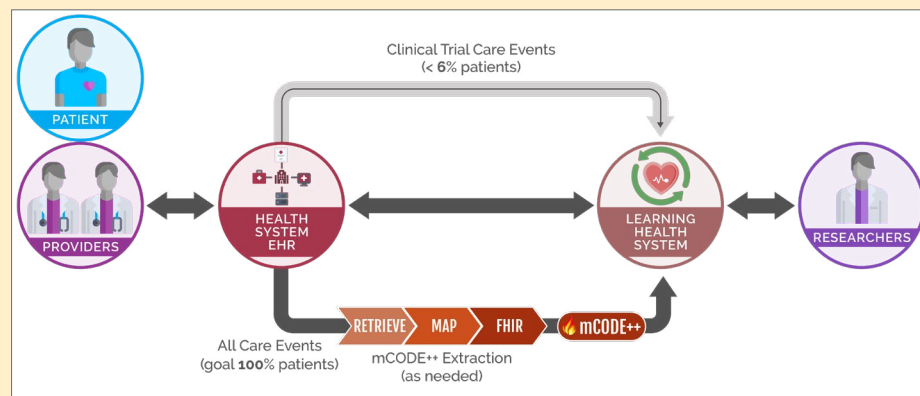 Clinical Trial Care Events
(< 6% patients)
PATIENT
PROVIDERS
HEALTH
SYSTEM
EHR
LEARNING
HEALTH
SYSTEM
RESEARCHERS
RETRIEVE
MAP
FHIR
mCODE++
All Care Events
(goal 100% patients)
mCODE++ Extraction
(as needed)